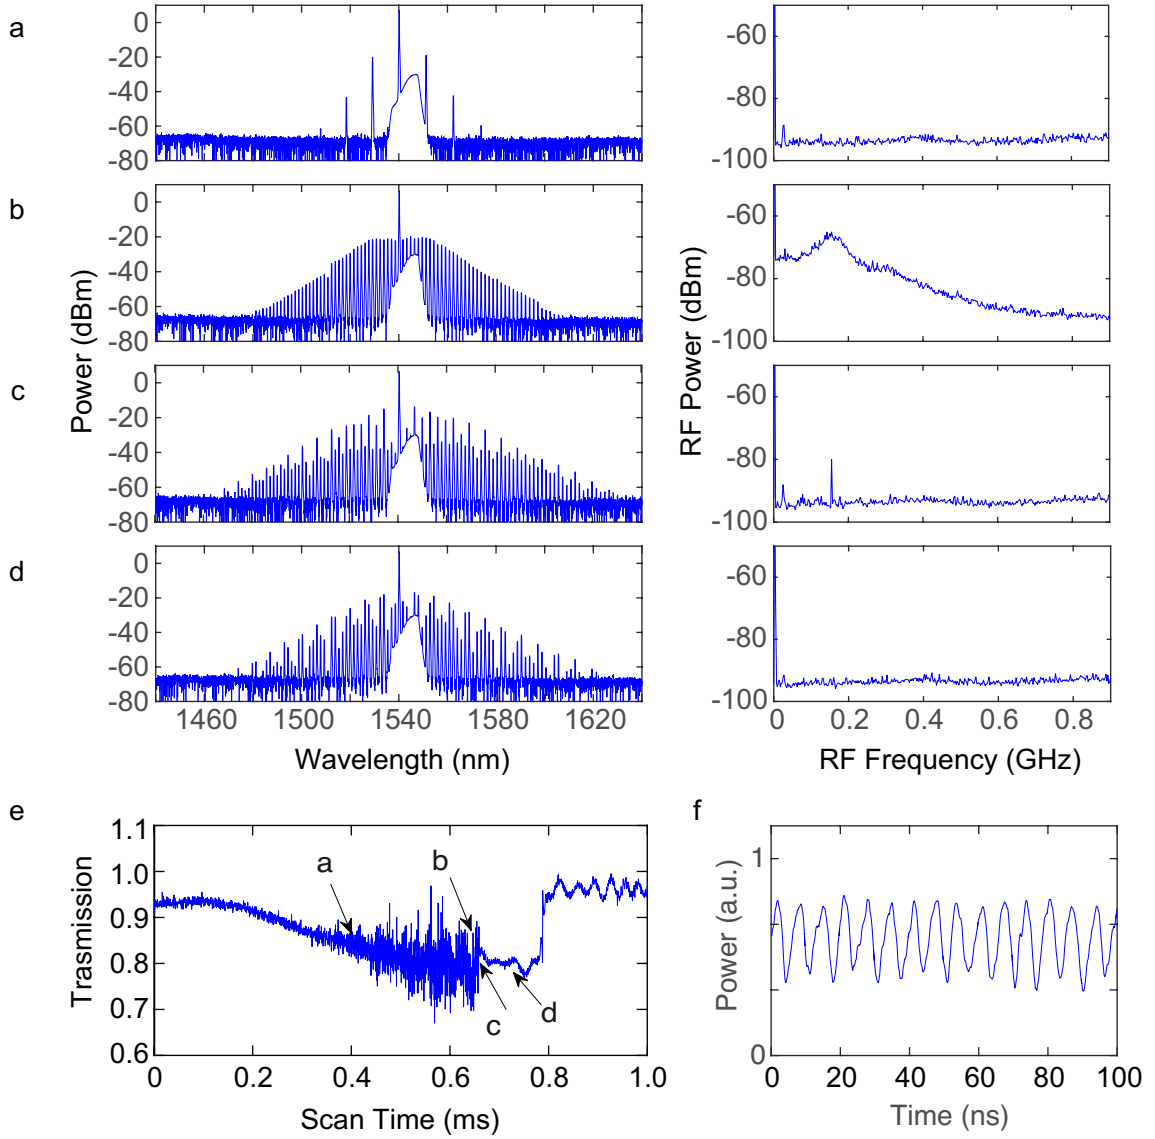 a
0
-20
-40
-60
-80
-60
-80
-100
b
0
-20
-40
-60
-80
-60
-80
-100
c
0
-20
-40
-60
-80
-60
-80
-100
d
0
-20
-40
-60
-80
-60
-80
-100
Power (dBm)
RF Power (dBm)
1460 1500 1540 1580 1620
0 0.2 0.4 0.6 0.8
Wavelength (nm)
RF Frequency (GHz)
e
1.1
1.0
0.9
0.8
0.7
0.6
Trasmission
a
b
c
d
0 0.2 0.4 0.6 0.8 1.0
Scan Time (ms)
f
1
0
Power (a.u.)
0 20 40 60 80 100
Time (ns)